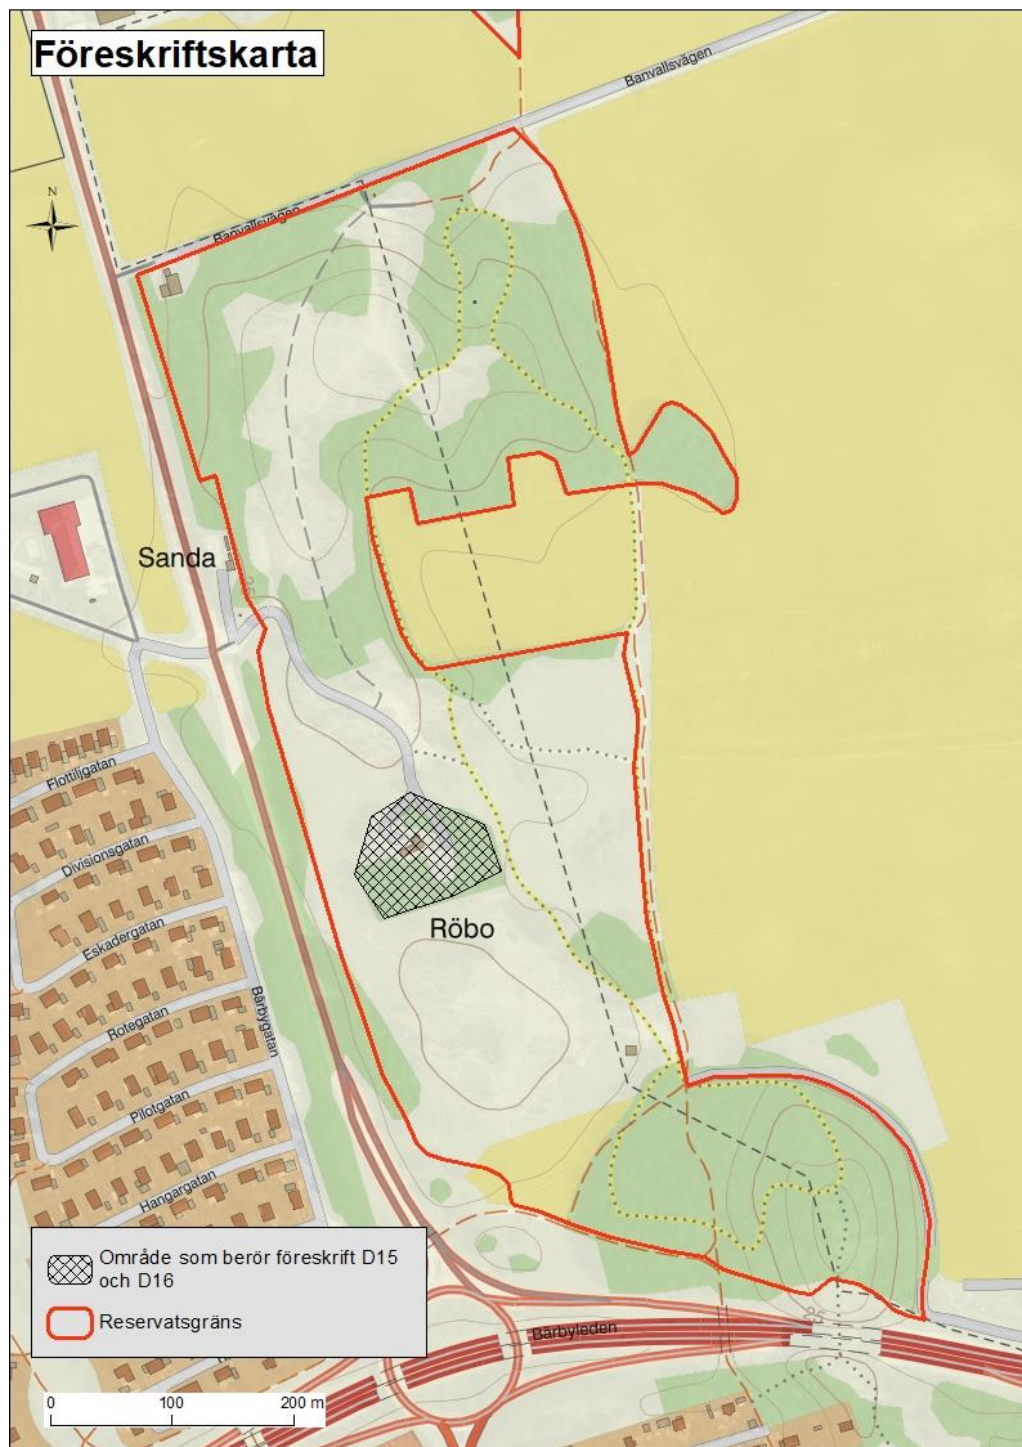 Föreskriftskarta
Banvallsvägen
N
Banvallsvägen
Sanda
Flottiljgatan
Divisionsgatan
Röbo
Eskadergatan
Bärbygatan
Rotegatan
Pilotgatan
Hangargatan
Område som berör föreskrift D15
och D16
Reservatsgräns
Bärbyleden
0 100 200 m